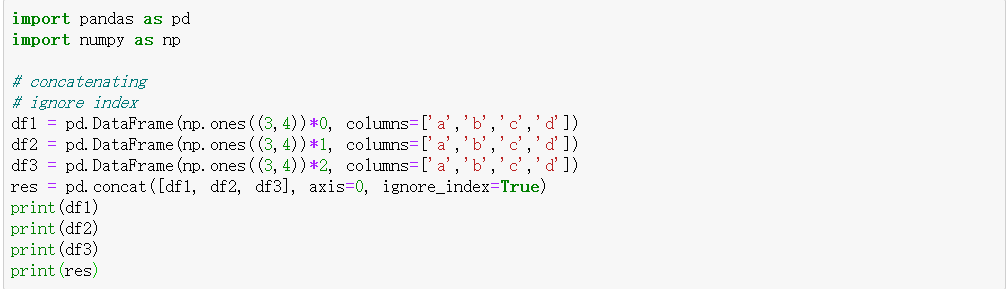 import pandas as pd
import numpy as np
# concatenating
# ignore index
df1 = pd.DataFrame(np.ones((3,4))*0, columns=['a','b','c','d'])
df2 = pd.DataFrame(np.ones((3,4))*1, columns=['a','b','c','d'])
df3 = pd.DataFrame(np.ones((3,4))*2, columns=['a','b','c','d'])
res = pd.concat([df1, df2, df3], axis=0, ignore_index=True)
print(df1)
print(df2)
print(df3)
print(res)